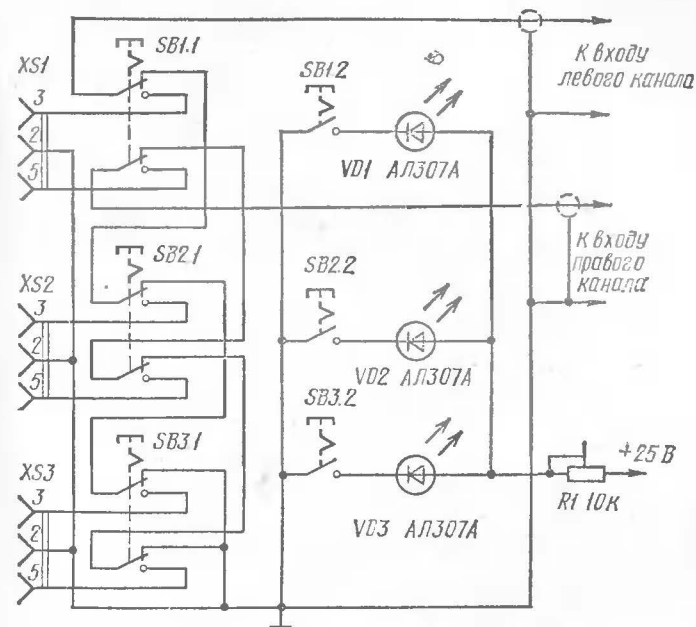 SB1.1
XS1
3
2
5
SB1.2
VD1 АЛ307А
К входу
левого канала
SB2.1
XS2
3
2
5
SB2.2
VD2 АЛ307А
К входу
правого
канала
SB3.1
XS3
3
2
5
SB3.2
VD3 АЛ307А
+25 В
R1 10к